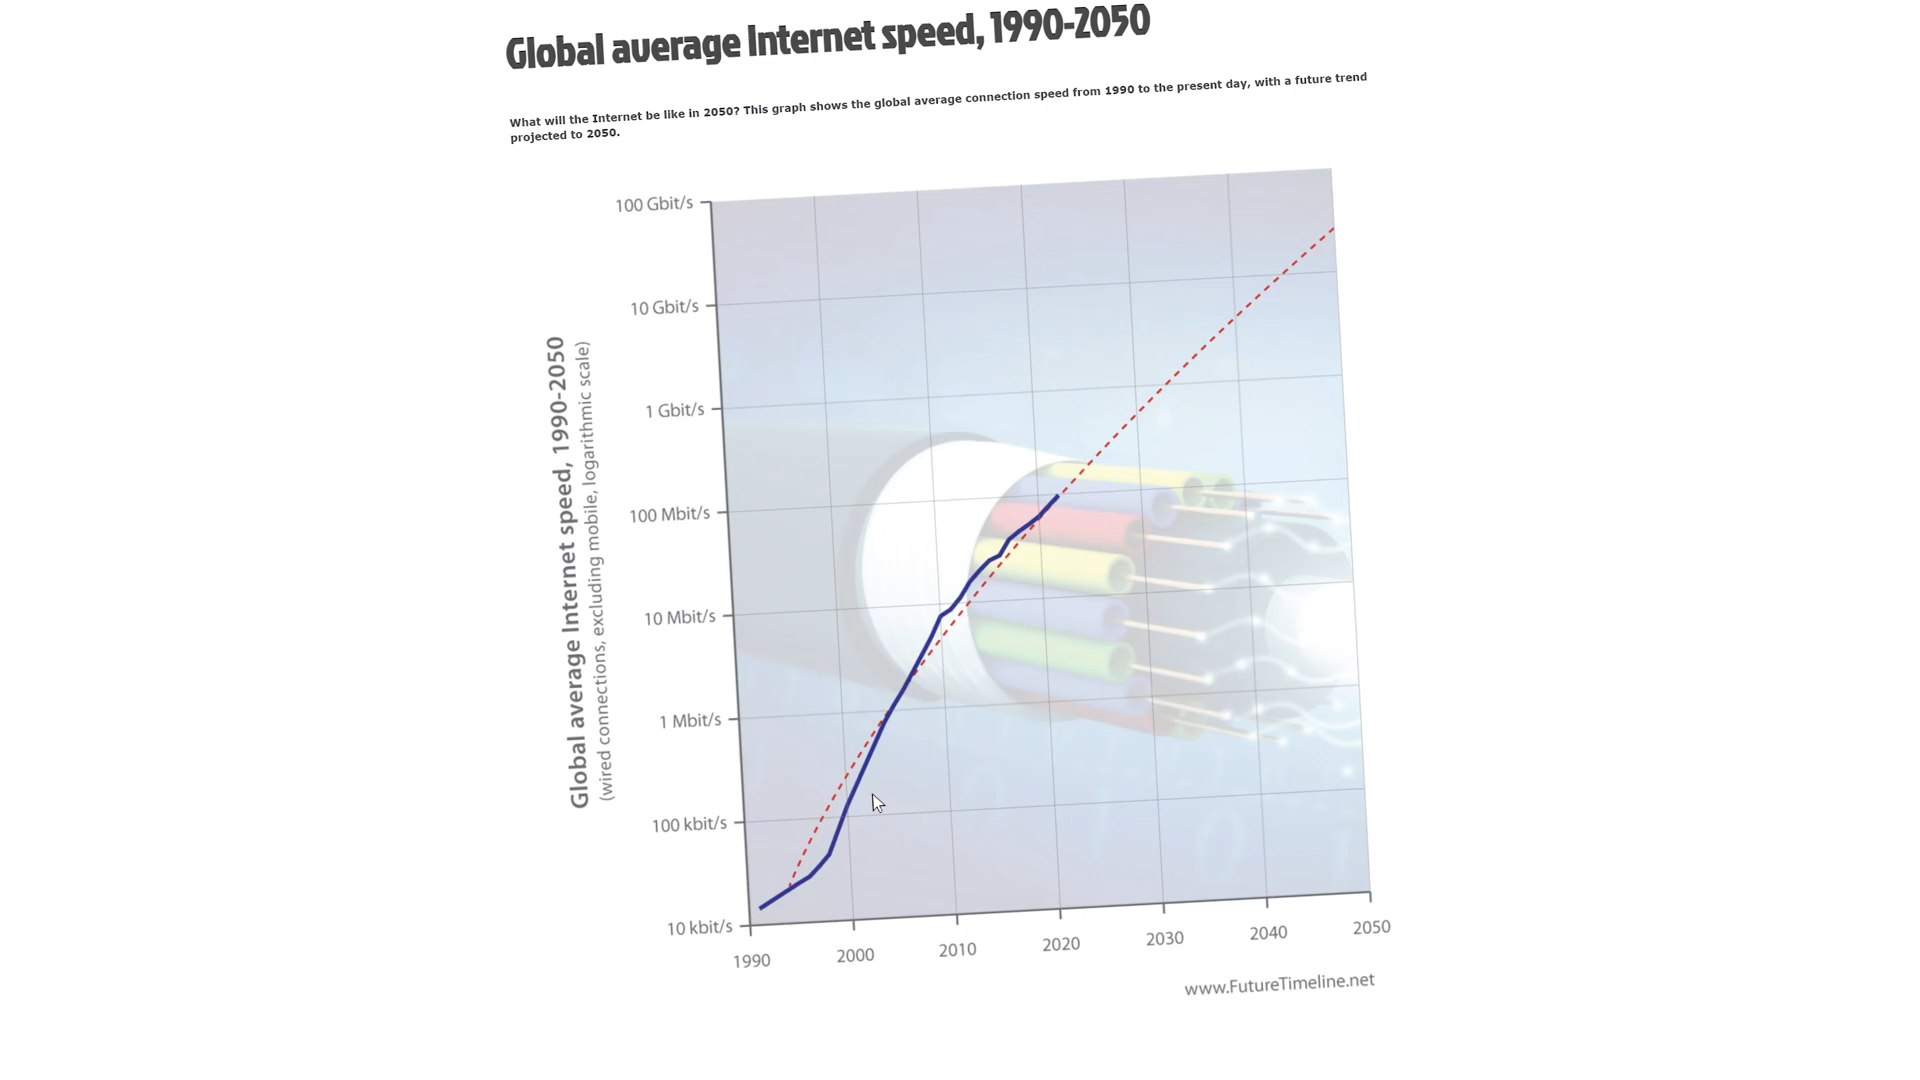 Global average Internet speed, 1990-2050
What will the Internet be like in 2050? This graph shows the global average connection speed from 1990 to the present day, with a future trend
projected to 2050.
Global average Internet speed, 1990-2050
(wired connections, excluding mobile, logarithmic scale)
100 Gbit/s
10 Gbit/s
1 Gbit/s
100 Mbit/s
10 Mbit/s
1 Mbit/s
100 kbit/s
10 kbit/s
1990
2000
2010
2020
2030
2040
2050
www.FutureTimeline.net